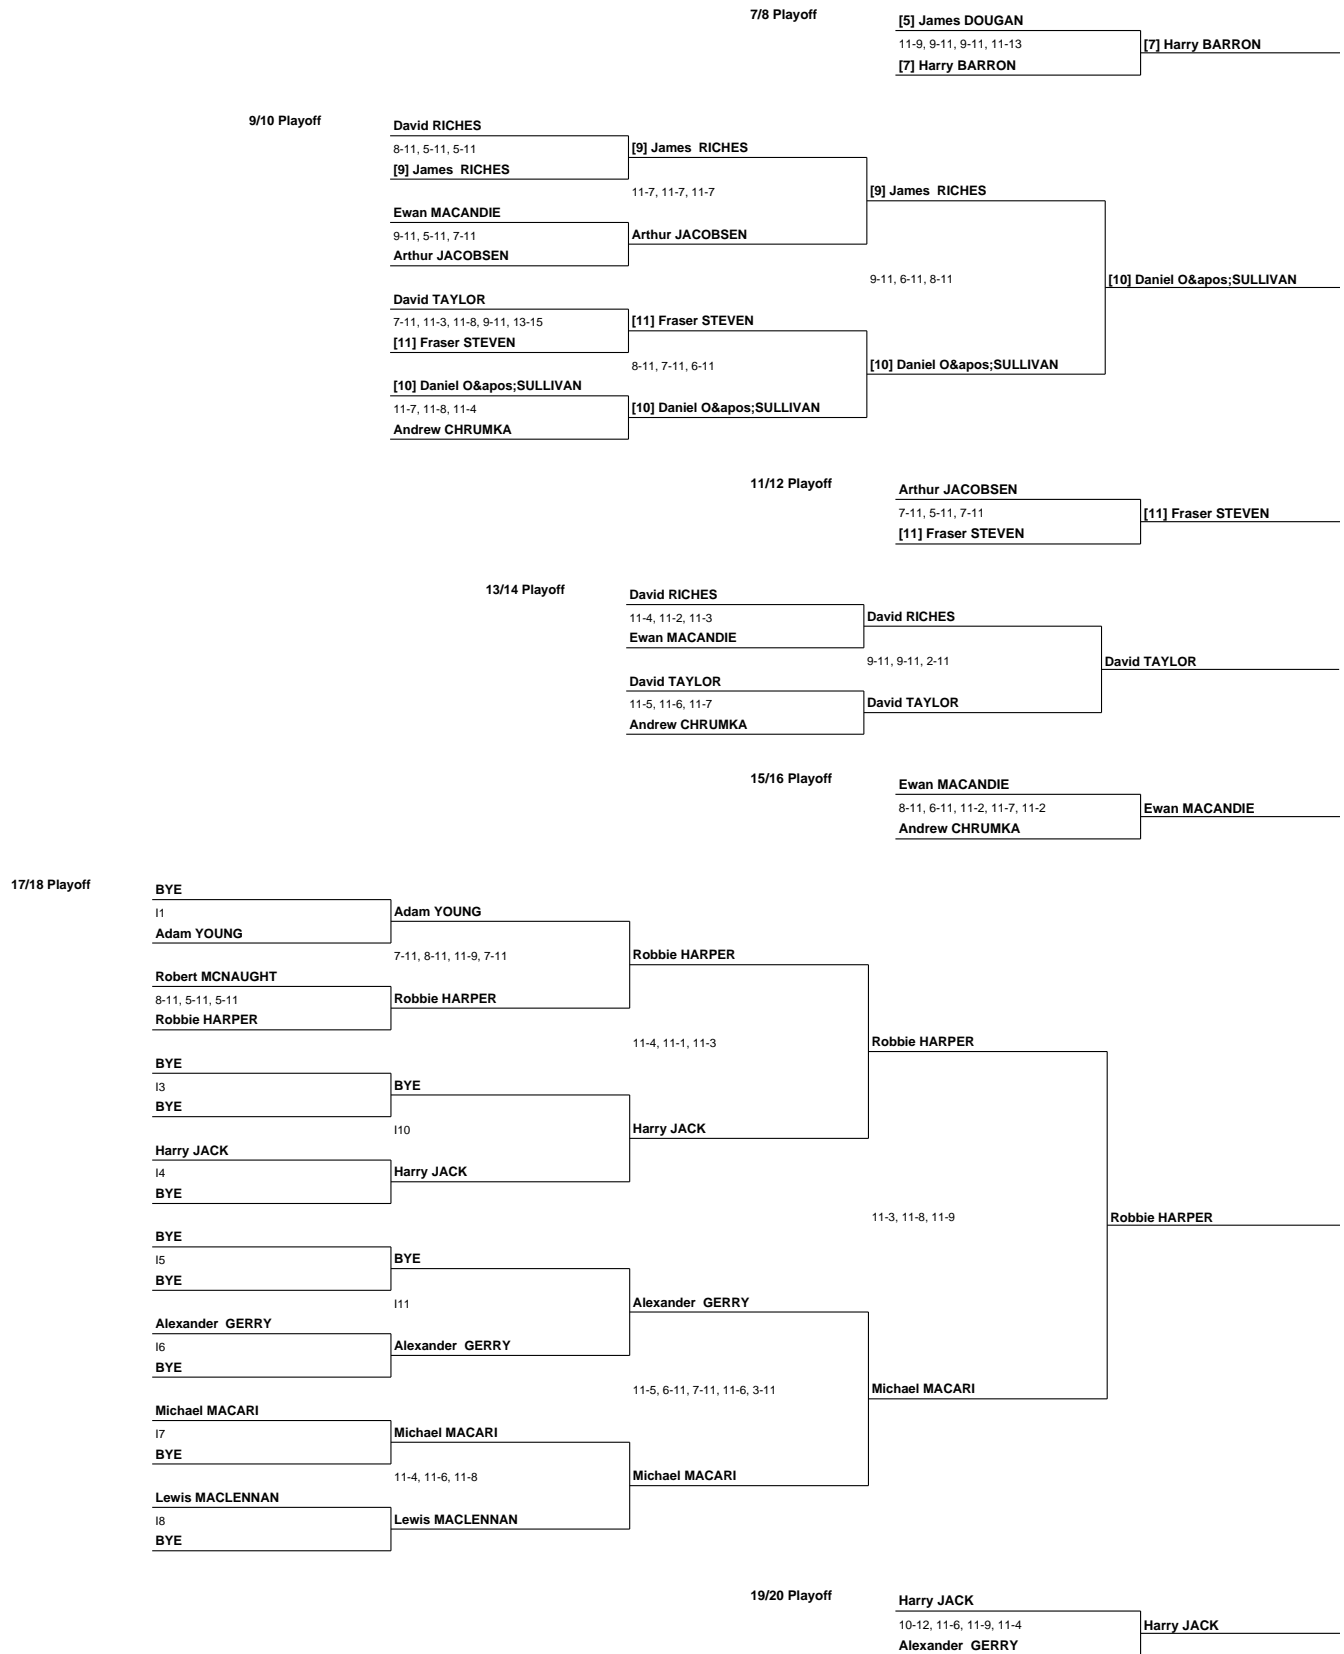 7/8 Playoff
[5] James DOUGAN
11-9, 9-11, 9-11, 11-13
[7] Harry BARRON
[7] Harry BARRON
9/10 Playoff
David RICHES
8-11, 5-11, 5-11
[9] James  RICHES
[9] James  RICHES
11-7, 11-7, 11-7
[9] James  RICHES
Ewan MACANDIE
9-11, 5-11, 7-11
Arthur JACOBSEN
Arthur JACOBSEN
9-11, 6-11, 8-11
[10] Daniel O&apos;SULLIVAN
David TAYLOR
7-11, 11-3, 11-8, 9-11, 13-15
[11] Fraser STEVEN
[11] Fraser STEVEN
8-11, 7-11, 6-11
[10] Daniel O&apos;SULLIVAN
[10] Daniel O&apos;SULLIVAN
11-7, 11-8, 11-4
[10] Daniel O&apos;SULLIVAN
Andrew CHRUMKA
11/12 Playoff
Arthur JACOBSEN
7-11, 5-11, 7-11
[11] Fraser STEVEN
[11] Fraser STEVEN
13/14 Playoff
David RICHES
11-4, 11-2, 11-3
David RICHES
Ewan MACANDIE
9-11, 9-11, 2-11
David TAYLOR
David TAYLOR
11-5, 11-6, 11-7
David TAYLOR
Andrew CHRUMKA
15/16 Playoff
Ewan MACANDIE
8-11, 6-11, 11-2, 11-7, 11-2
Ewan MACANDIE
Andrew CHRUMKA
17/18 Playoff
BYE
I1
Adam YOUNG
Adam YOUNG
7-11, 8-11, 11-9, 7-11
Robbie HARPER
Robert MCNAUGHT
8-11, 5-11, 5-11
Robbie HARPER
Robbie HARPER
11-4, 11-1, 11-3
Robbie HARPER
BYE
I3
BYE
BYE
I10
Harry JACK
Harry JACK
I4
Harry JACK
BYE
11-3, 11-8, 11-9
Robbie HARPER
BYE
I5
BYE
BYE
I11
Alexander  GERRY
Alexander  GERRY
I6
Alexander  GERRY
BYE
11-5, 6-11, 7-11, 11-6, 3-11
Michael MACARI
Michael MACARI
I7
Michael MACARI
BYE
11-4, 11-6, 11-8
Michael MACARI
Lewis MACLENNAN
I8
Lewis MACLENNAN
BYE
19/20 Playoff
Harry JACK
10-12, 11-6, 11-9, 11-4
Harry JACK
Alexander  GERRY